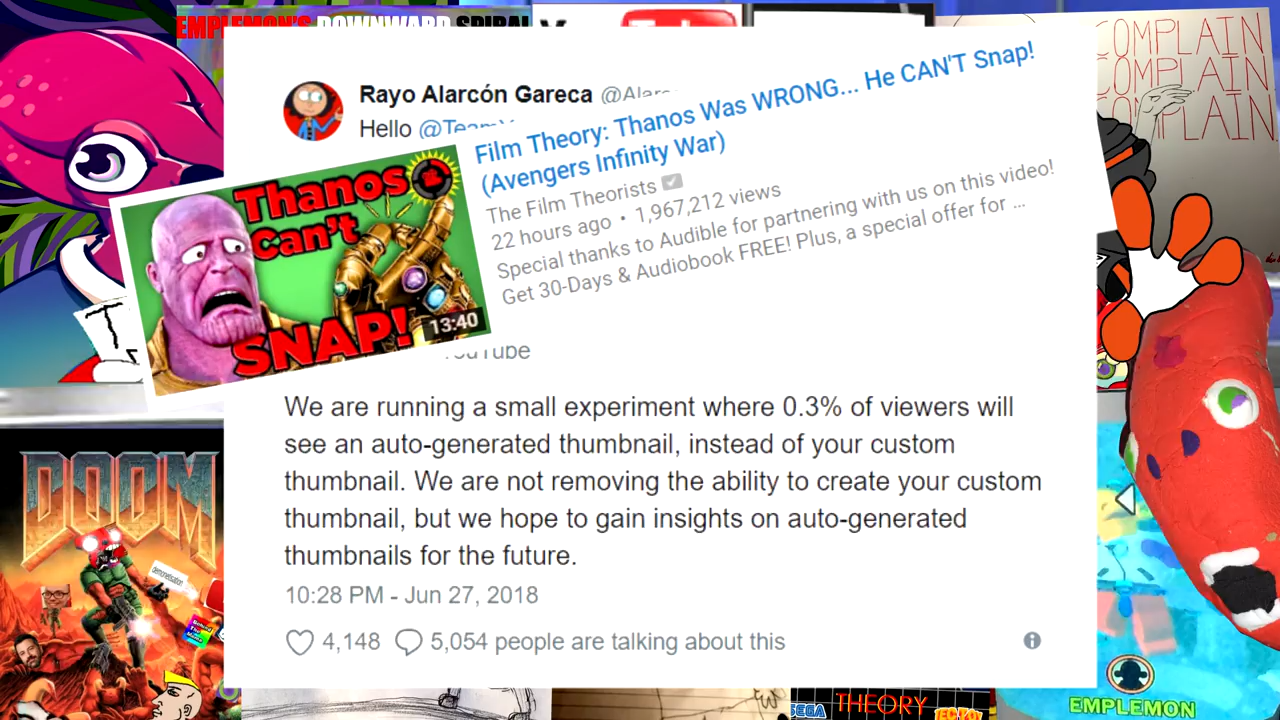 EMPLEMON'S DOWNWARD SPIRAL
COMPLAIN
COMPLAIN
COMPLAIN
Rayo Alarcón Gareca
Hello
Film Theory: Thanos Was WRONG... He CAN'T Snap!
(Avengers Infinity War)
The Film Theorists
22 hours ago • 1,967,212 views
Special thanks to Audible for partnering with us on this video!
Get 30-Days & Audiobook FREE! Plus, a special offer for ...
Thanos
Can't
SNAP!
13:40
YouTube
We are running a small experiment where 0.3% of viewers will
see an auto-generated thumbnail, instead of your custom
thumbnail. We are not removing the ability to create your custom
thumbnail, but we hope to gain insights on auto-generated
thumbnails for the future.
10:28 PM - Jun 27, 2018
4,148
5,054 people are talking about this
DOOM
SEGA
THEORY
EMPLEMON